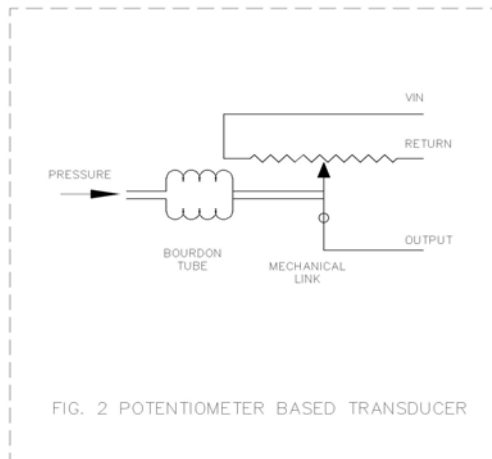 VIN
RETURN
PRESSURE
OUTPUT
BOURDON
TUBE
MECHANICAL
LINK
FIG. 2 POTENTIOMETER BASED TRANSDUCER